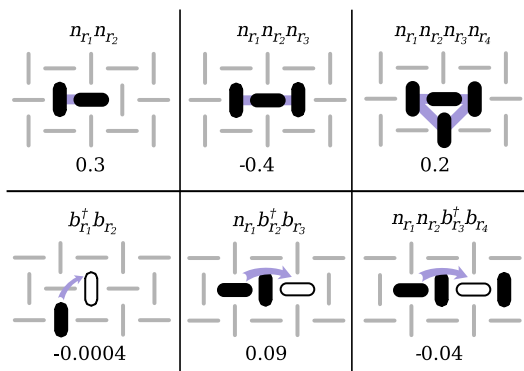 n_{r_1} n_{r_2}
n_{r_1} n_{r_2} n_{r_3}
n_{r_1} n_{r_2} n_{r_3} n_{r_4}
0.3
-0.4
0.2
b^†_{r_1} b_{r_2}
n_{r_1} b^†_{r_2} b_{r_3}
n_{r_1} n_{r_2} b^†_{r_3} b_{r_4}
-0.0004
0.09
-0.04